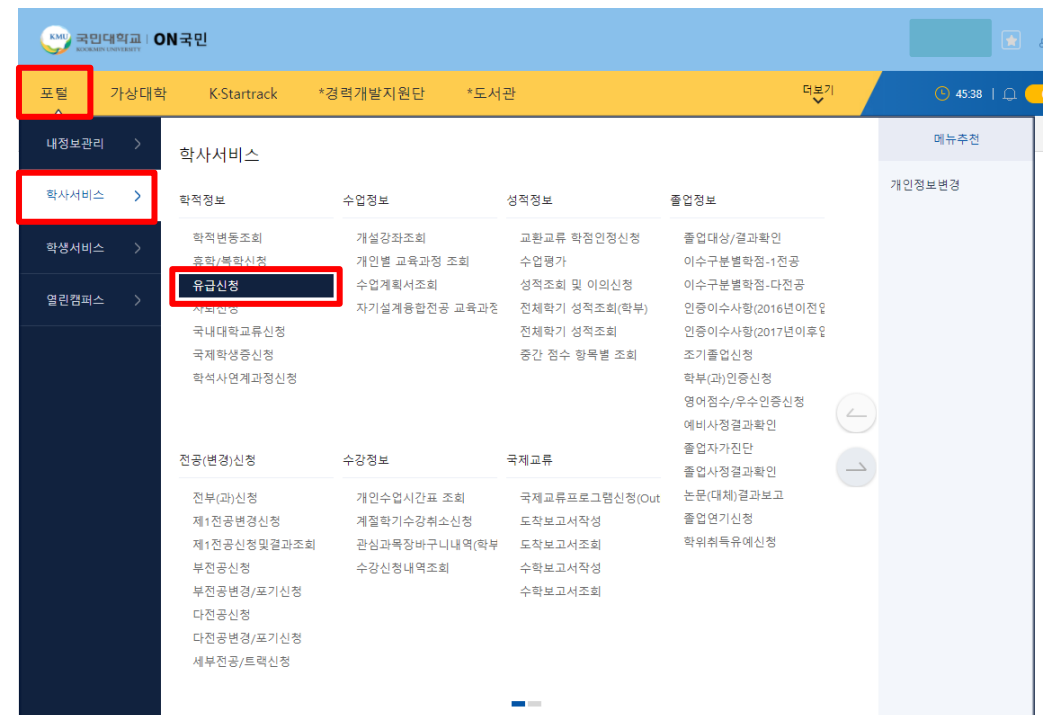 KMU 국민대학교 ON국민
KOOKMIN UNIVERSITY
포털 가상대학 K-Startrack *경력개발지원단 *도서관 더보기 45:38
내정보관리
학사서비스
학생서비스
열린캠퍼스
학사서비스
학적정보
학적변동조회
휴학/복학신청
유급신청
국내대학교류신청
국제학생증신청
학석사연계과정신청
수업정보
개설강좌조회
개인별 교육과정 조회
수업계획서조회
자기설계융합전공 교육과정
성적정보
교환교류 학점인정신청
수업평가
성적조회 및 이의신청
전체학기 성적조회(학부)
전체학기 성적조회
중간 점수 항목별 조회
졸업정보
졸업대상/결과확인
이수구분별학점-1전공
이수구분별학점-다전공
인증이수사항(2016년이전입
인증이수사항(2017년이후입
조기졸업신청
학부(과)인증신청
영어점수/우수인증신청
예비사정결과확인
졸업자가진단
졸업사정결과확인
논문(대체)결과보고
졸업연기신청
학위취득유예신청
전공(변경)신청
전부(과)신청
제1전공변경신청
제1전공신청및결과조회
부전공신청
부전공변경/포기신청
다전공신청
다전공변경/포기신청
세부전공/트랙신청
수강정보
개인수업시간표 조회
계절학기수강취소신청
관심과목장바구니내역(학부
수강신청내역조회
국제교류
국제교류프로그램신청(Out
도착보고서작성
도착보고서조회
수학보고서작성
수학보고서조회
메뉴추천
개인정보변경